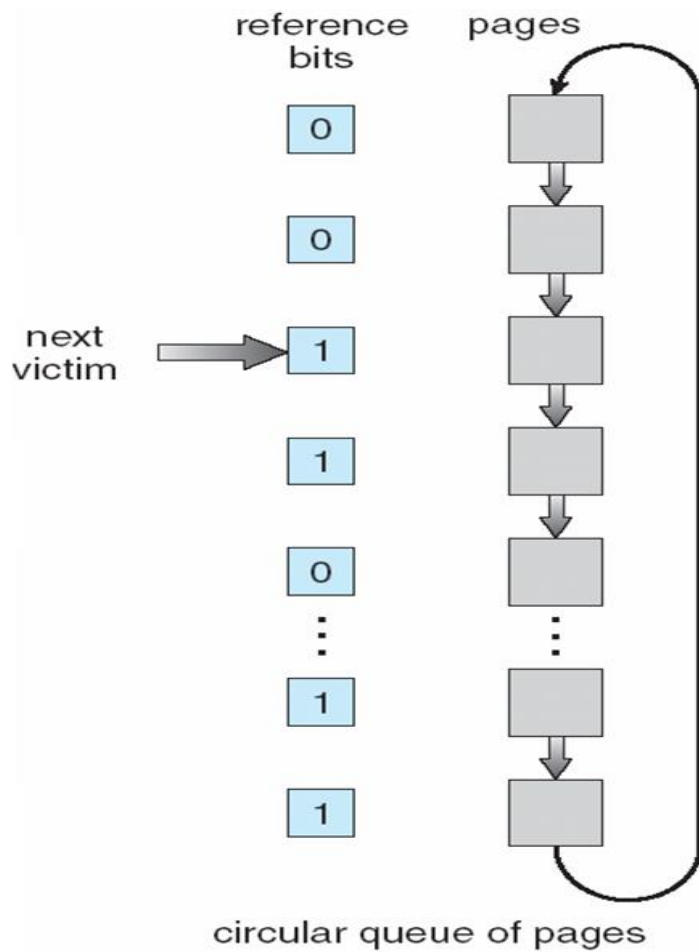 reference bits
pages
0
0
next victim
1
1
0
1
1
circular queue of pages